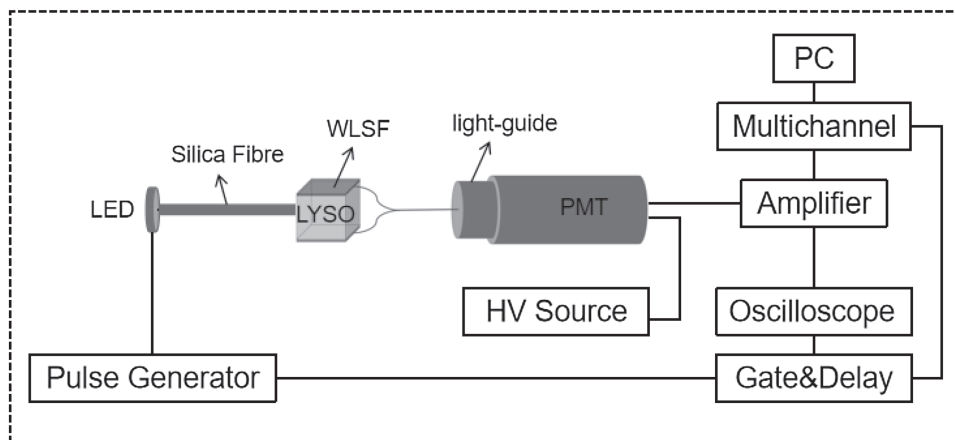 PC
Multichannel
light-guide
WLSF
Silica Fibre
LED
LYSO
PMT
Amplifier
HV Source
Oscilloscope
Pulse Generator
Gate&Delay